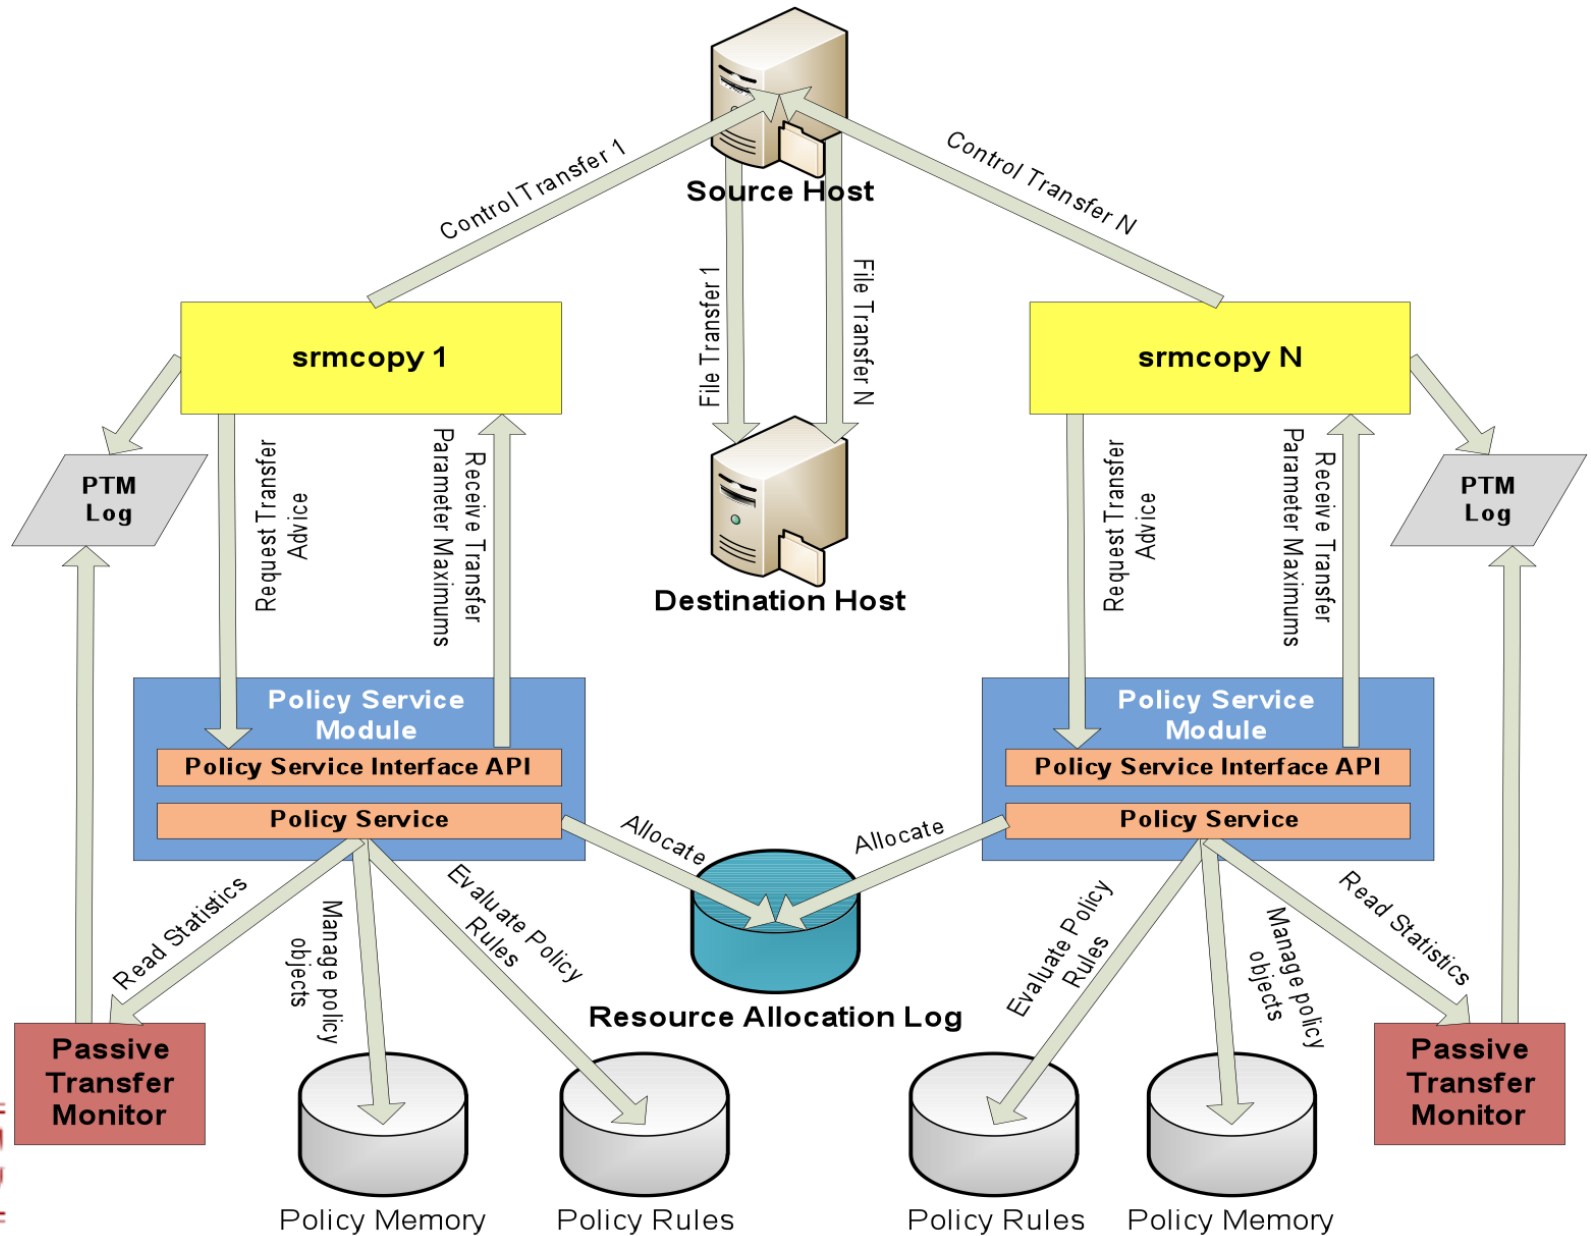 Source Host
Control Transfer 1
Control Transfer N
File Transfer 1
File Transfer N
srmcopy 1
srmcopy N
PTM
Log
Request Transfer
Advice
Receive Transfer
Parameter Maximums
Destination Host
Request Transfer
Advice
Receive Transfer
Parameter Maximums
PTM
Log
Policy Service
Module
Policy Service Interface API
Policy Service
Policy Service
Module
Policy Service Interface API
Policy Service
Allocate
Allocate
Read Statistics
Manage policy
objects
Evaluate Policy
Rules
Resource Allocation Log
Evaluate Policy
Rules
Manage policy
objects
Read Statistics
Passive
Transfer
Monitor
Passive
Transfer
Monitor
Policy Memory
Policy Rules
Policy Rules
Policy Memory